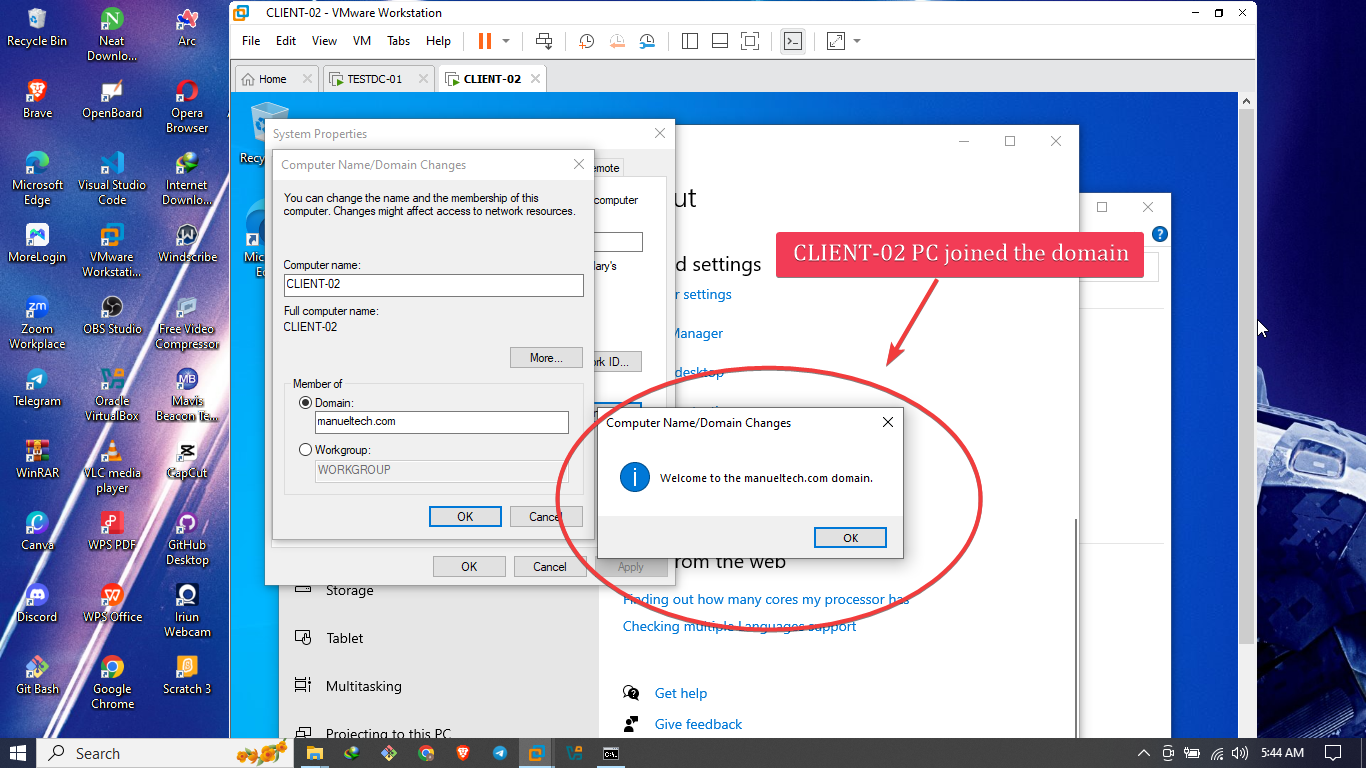 CLIENT-02 - VMware Workstation
File Edit View VM Tabs Help
Home
TESTDC-01
CLIENT-02
Recycle Bin
Neat
Downlo...
Arc
Brave
OpenBoard
Opera
Browser
Microsoft
Edge
Visual Studio
Code
Internet
Downlo...
MoreLogin
VMware
Workstati...
Windscribe
Zoom
Workplace
OBS Studio
Free Video
Compressor
Telegram
Oracle
VirtualBox
Mavis
Beacon Te...
WinRAR
VLC media
player
CapCut
Canva
WPS PDF
GitHub
Desktop
Discord
WPS Office
Iriun
Webcam
Git Bash
Google
Chrome
Scratch 3
Recy
Mic
E
System Properties
emote
computer
lary's
ork ID...
OK
Cancel
Apply
Computer Name/Domain Changes
You can change the name and the membership of this
computer. Changes might affect access to network resources.
Computer name:
CLIENT-02
Full computer name:
CLIENT-02
More...
Member of
Domain:
manueltech.com
Workgroup:
WORKGROUP
OK
Cancel
ut
d settings
r settings
Manager
desktop
CLIENT-02 PC joined the domain
Computer Name/Domain Changes
Welcome to the manueltech.com domain.
OK
from the web
Finding out how many cores my processor has
Checking multiple Languages support
Get help
Give feedback
Storage
Tablet
Multitasking
Projecting to this PC
Search
5:44 AM